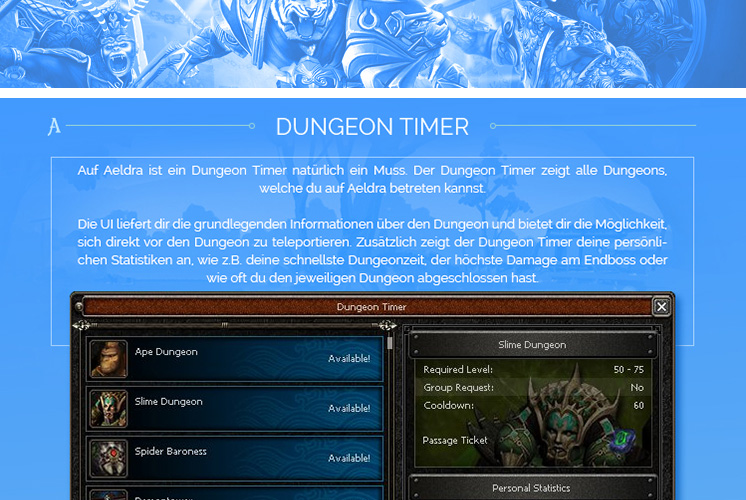 DUNGEON TIMER
Auf Aeldra ist ein Dungeon Timer natürlich ein Muss. Der Dungeon Timer zeigt alle Dungeons,
welche du auf Aeldra betreten kannst.
Die UI liefert dir die grundlegenden Informationen über den Dungeon und bietet dir die Möglichkeit,
sich direkt vor den Dungeon zu teleportieren. Zusätzlich zeigt der Dungeon Timer deine persönli-
chen Statistiken an, wie z.B. deine schnellste Dungeonzeit, der höchste Damage am Endboss oder
wie oft du den jeweiligen Dungeon abgeschlossen hast.
Dungeon Timer
Ape Dungeon
Available!
Slime Dungeon
Available!
Spider Baroness
Available!
Slime Dungeon
Required Level: 50 - 75
Group Request: No
Cooldown: 60
Passage Ticket
Personal Statistics